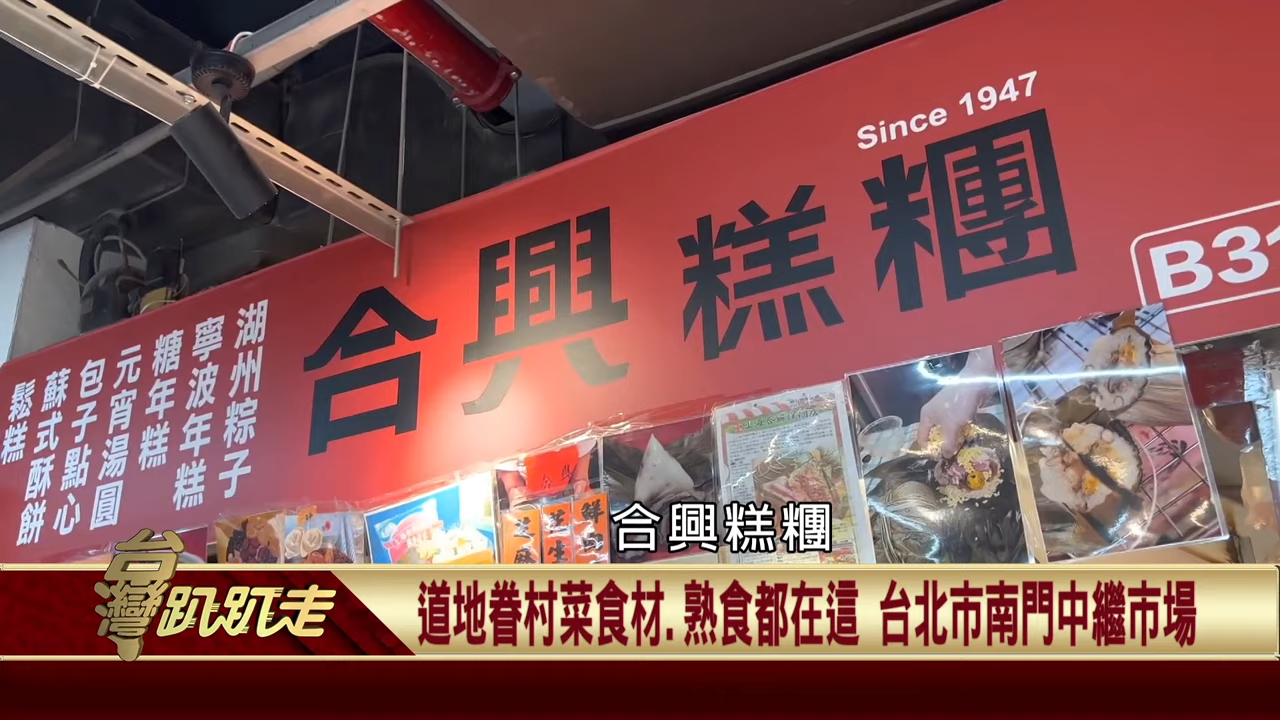 Since 1947
合興糕糰
B31
湖州粽子
寧波年糕
糖年糕
元宵湯圓
包子點心
蘇式酥餅
鬆糕
合興糕糰
台灣趴趴走
道地眷村菜食材.熟食都在這 台北市南門中繼市場